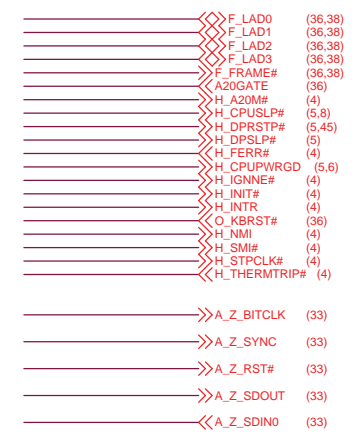 F_LAD0 (36,38)
F_LAD1 (36,38)
F_LAD2 (36,38)
F_LAD3 (36,38)
F_FRAME# (36,38)
A20GATE (36)
H_A20M# (4)
H_CPUSLP# (5,8)
H_DPRSTP# (5,45)
H_DPSLP# (5)
H_FERR# (4)
H_CPUPWRGD (5,6)
H_IGNNE# (4)
H_INIT# (4)
H_INTR (4)
O_KBRST# (36)
H_NMI (4)
H_SMI# (4)
H_STPCLK# (4)
H_THERMTRIP# (4)
A_Z_BITCLK (33)
A_Z_SYNC (33)
A_Z_RST# (33)
A_Z_SDOUT (33)
A_Z_SDIN0 (33)